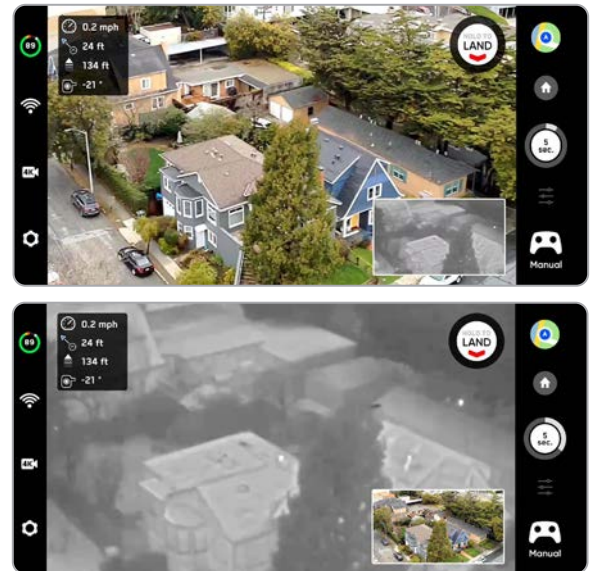 89
0.2 mph
24 ft
134 ft
-21 °
HOLD TO
LAND
A
5
sec.
4K
Manual
89
0.2 mph
24 ft
134 ft
-21 °
HOLD TO
LAND
A
5
sec.
4K
Manual